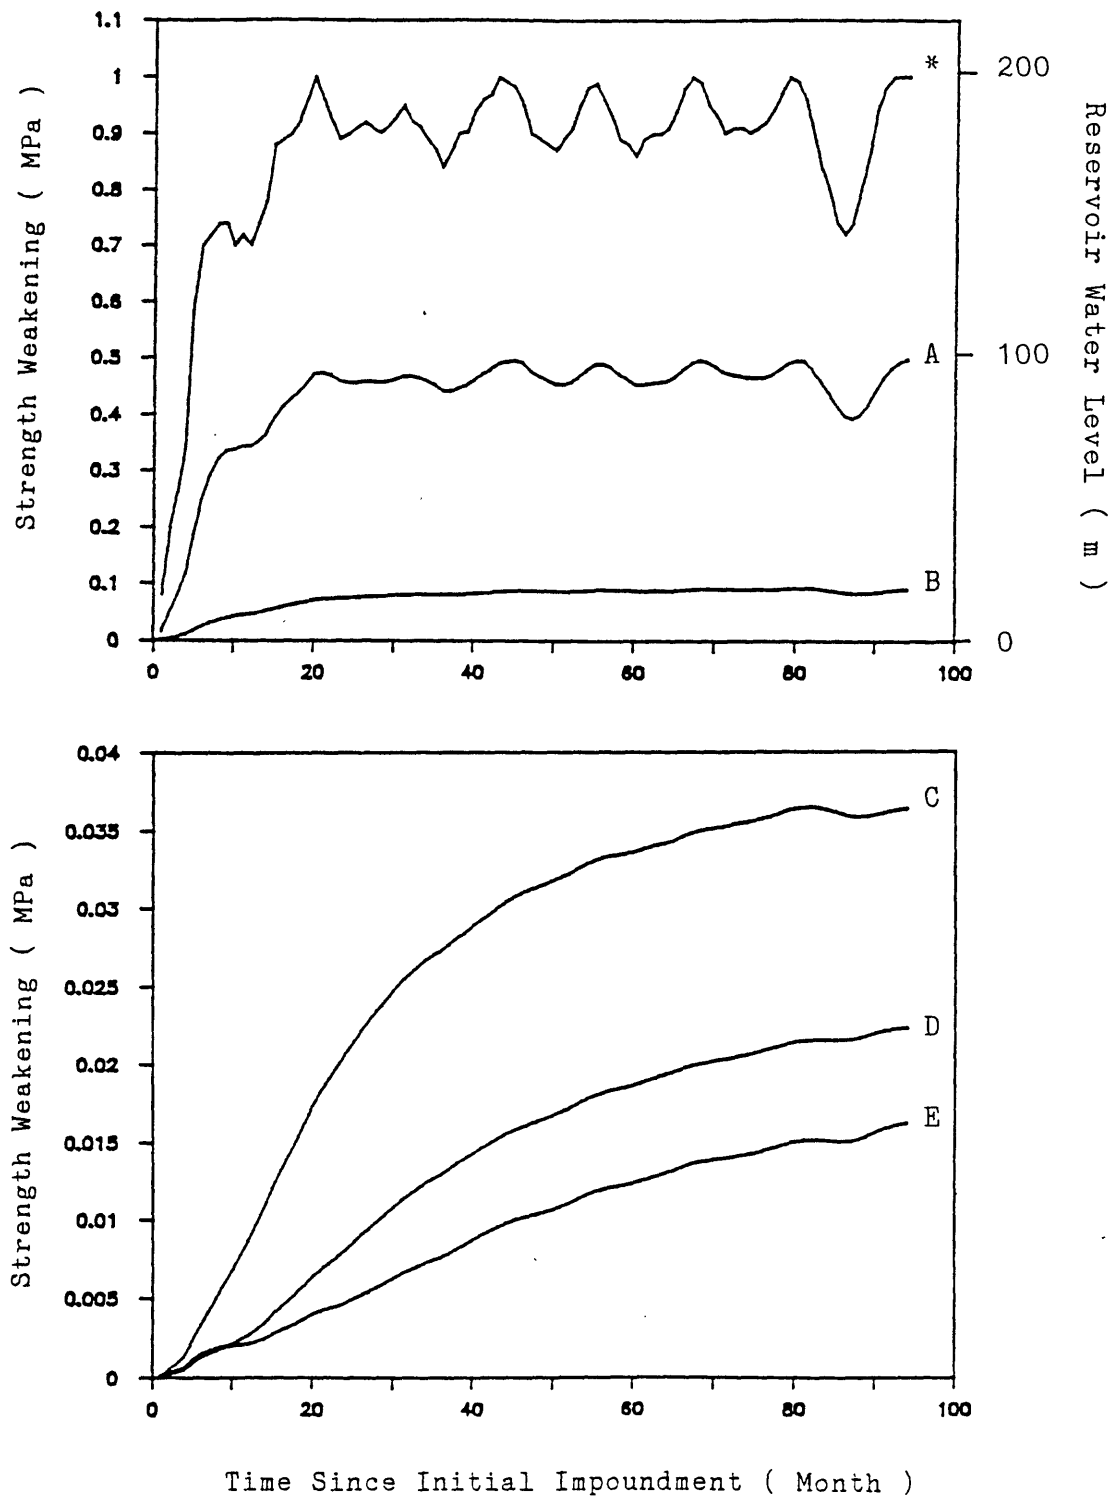 Strength Weakening ( MPa )
1.1
1
0.9
0.8
0.7
0.6
0.5
0.4
0.3
0.2
0.1
0
0 20 40 60 80 100
*
A
B
200
100
0
Reservoir Water Level ( m )
Strength Weakening ( MPa )
0.04
0.035
0.03
0.025
0.02
0.015
0.01
0.005
0
0 20 40 60 80 100
C
D
E
Time Since Initial Impoundment ( Month )